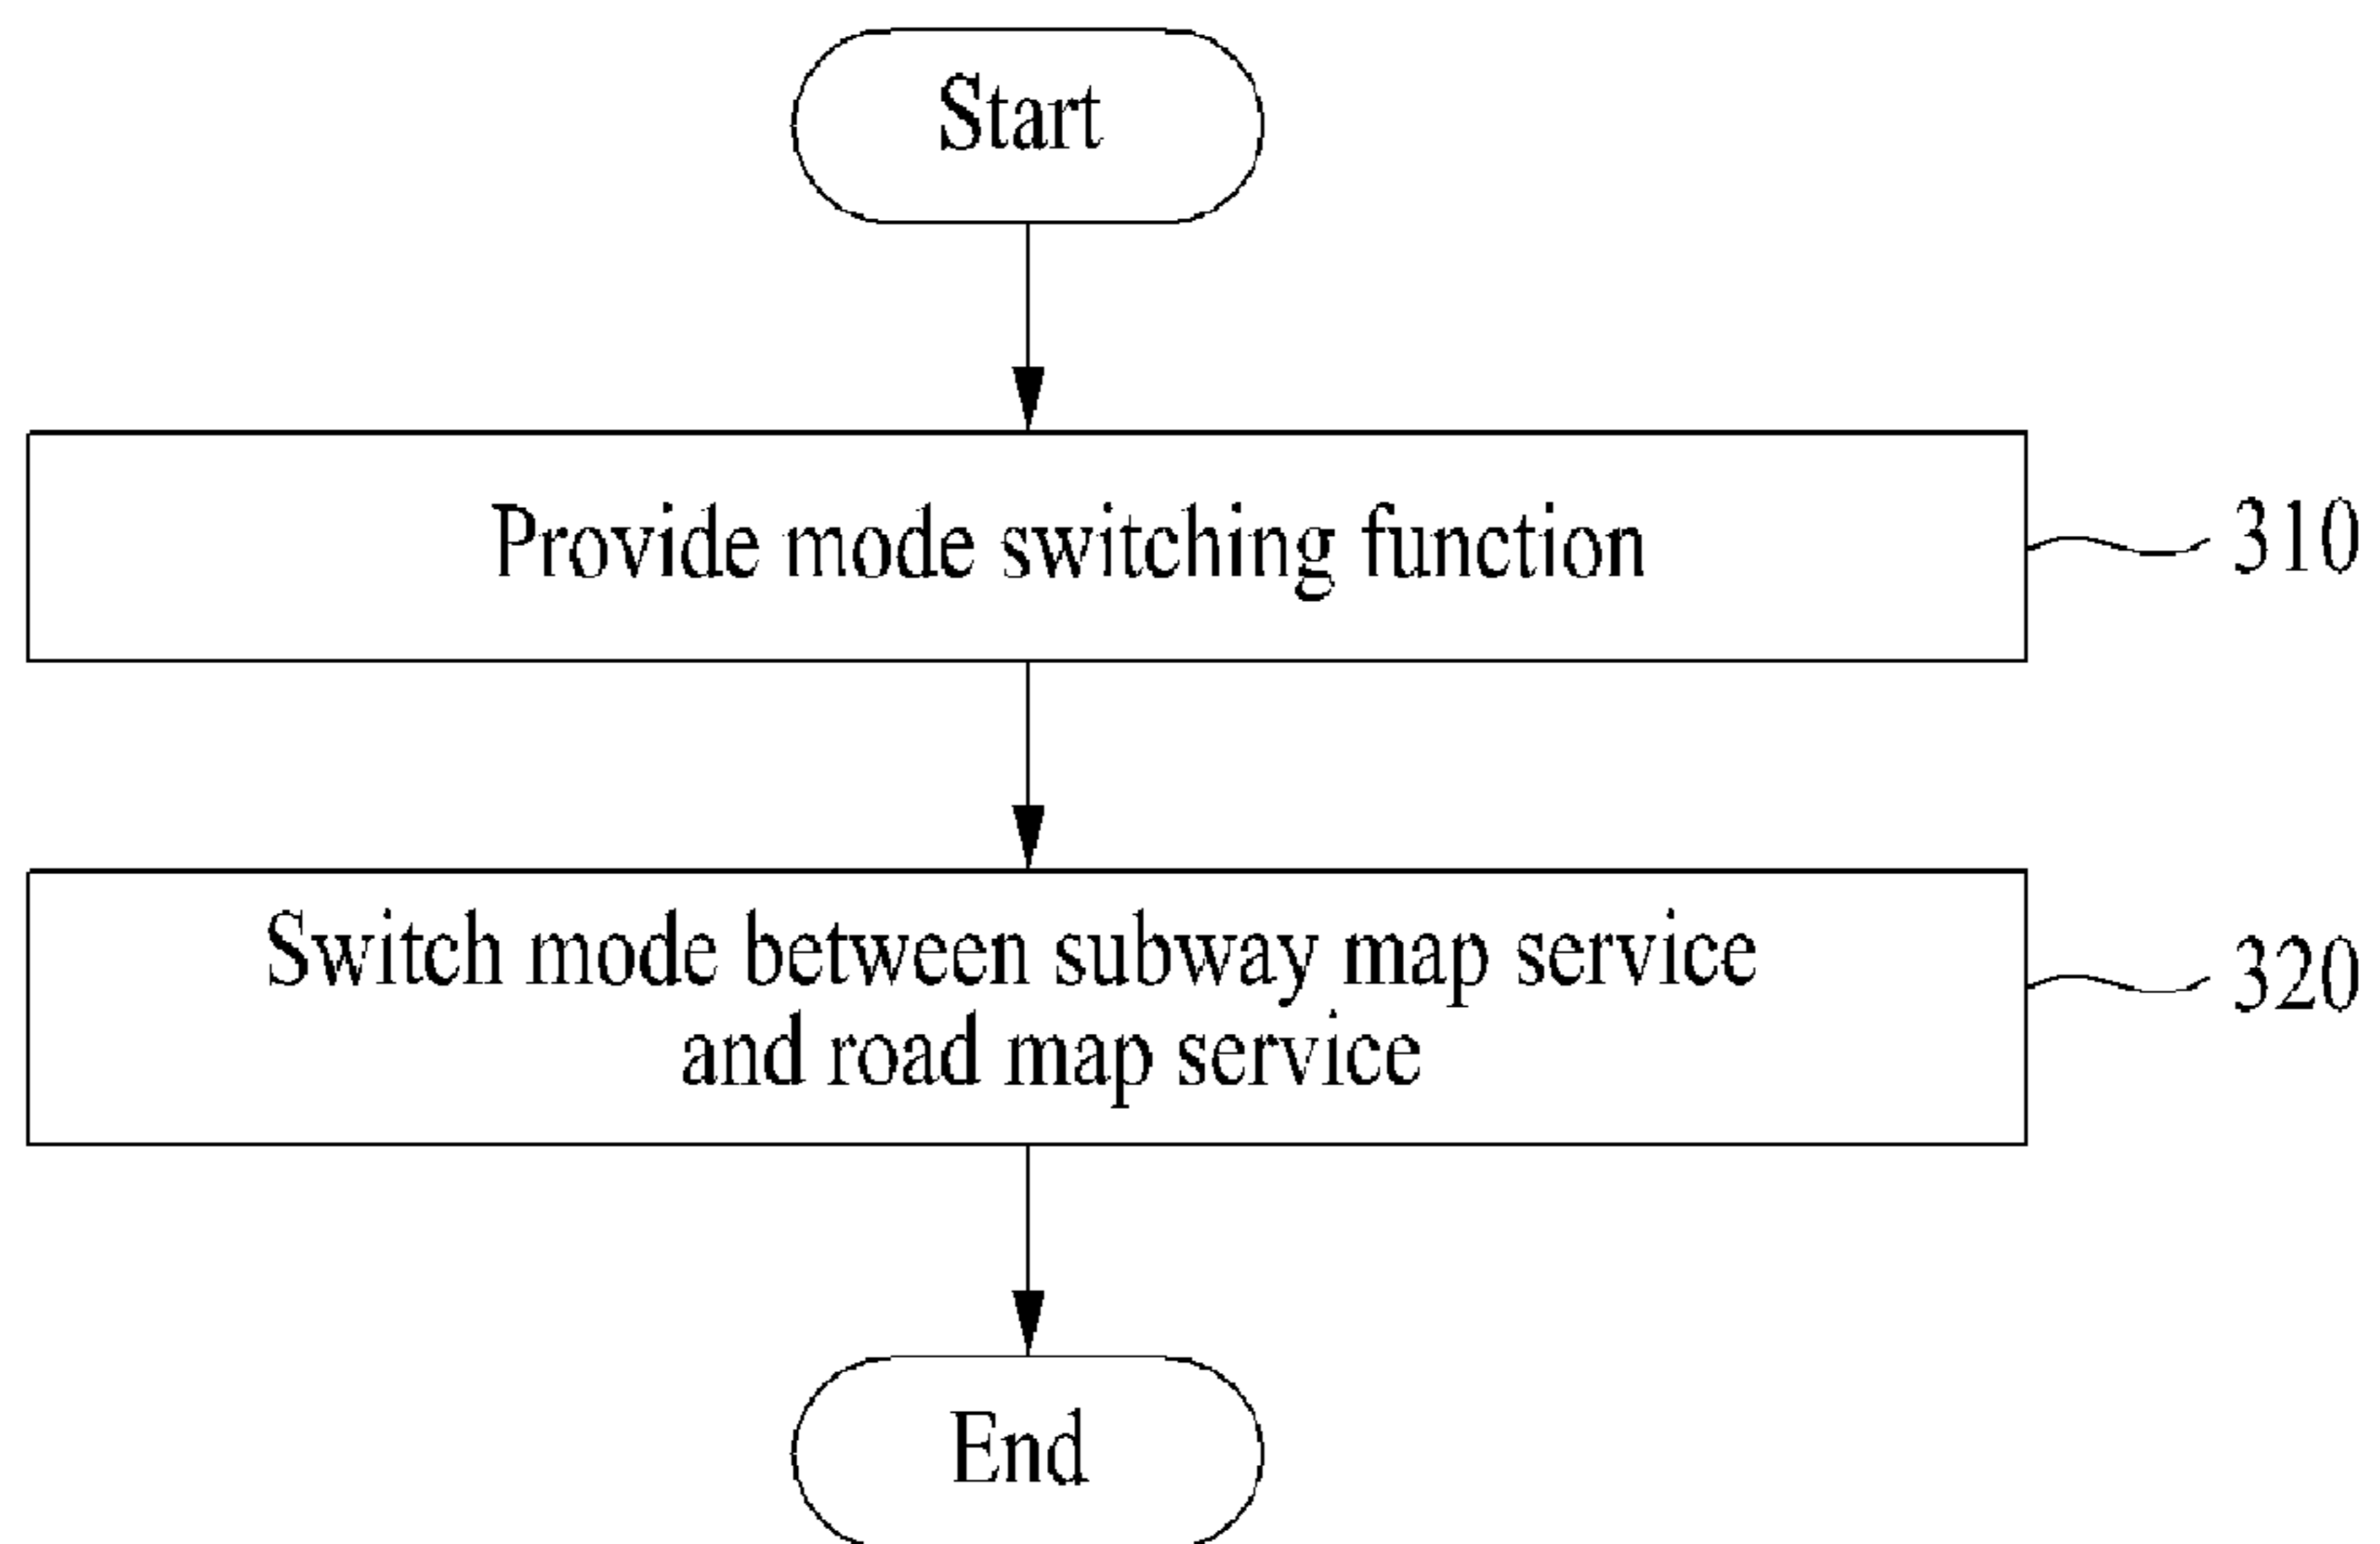 Start
Provide mode switching function
310
Switch mode between subway map service
and road map service
320
End